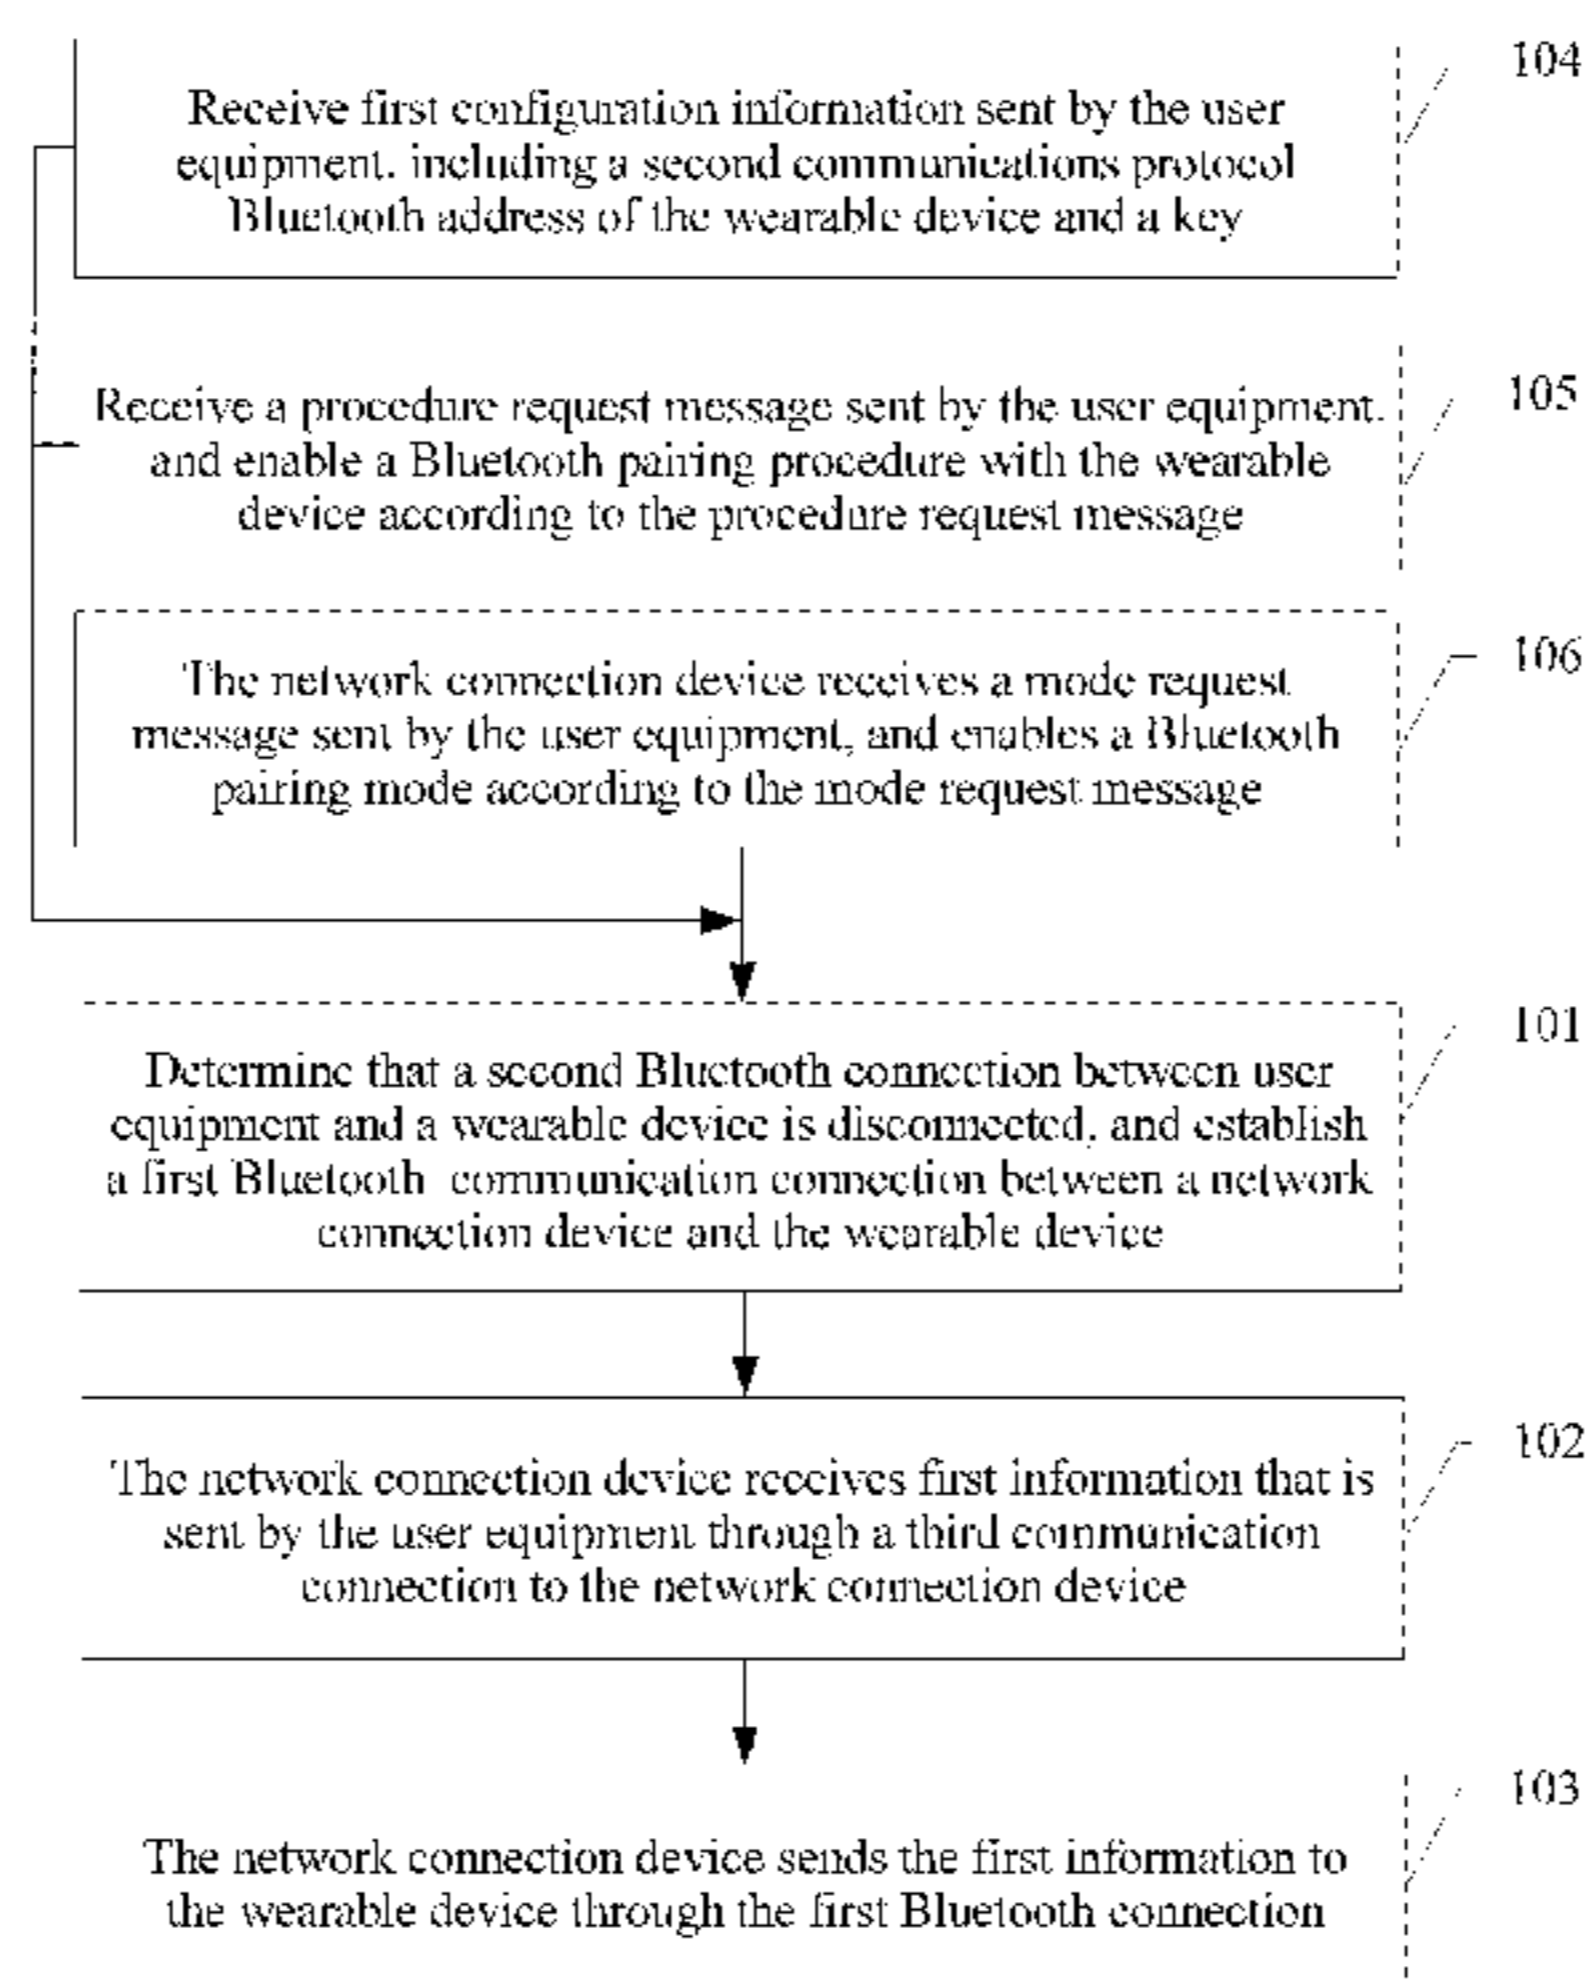 104
Receive first configuration information sent by the user
equipment. including a second communications protocol
Bluetooth address of the wearable device and a key
105
Receive a procedure request message sent by the user equipment.
and enable a Bluetooth pairing procedure with the wearable
device according to the procedure request message
106
The network connection device receives a mode request
message sent by the user equipment, and enables a Bluetooth
pairing mode according to the mode request message
101
Determine that a second Bluetooth connection between user
equipment and a wearable device is disconnected, and establish
a first Bluetooth communication connection between a network
connection device and the wearable device
102
The network connection device receives first information that is
sent by the user equipment through a third communication
connection to the network connection device
103
The network connection device sends the first information to
the wearable device through the first Bluetooth connection